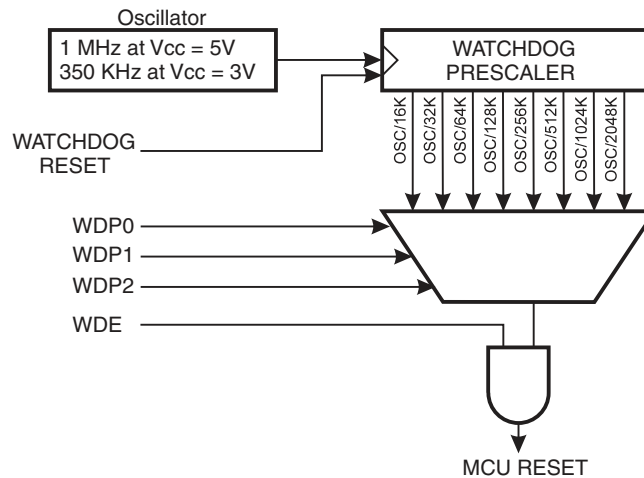 Oscillator
1 MHz at Vcc = 5V
350 KHz at Vcc = 3V
WATCHDOG
PRESCALER
WATCHDOG
RESET
OSC/16K
OSC/32K
OSC/64K
OSC/128K
OSC/256K
OSC/512K
OSC/1024K
OSC/2048K
WDP0
WDP1
WDP2
WDE
MCU RESET